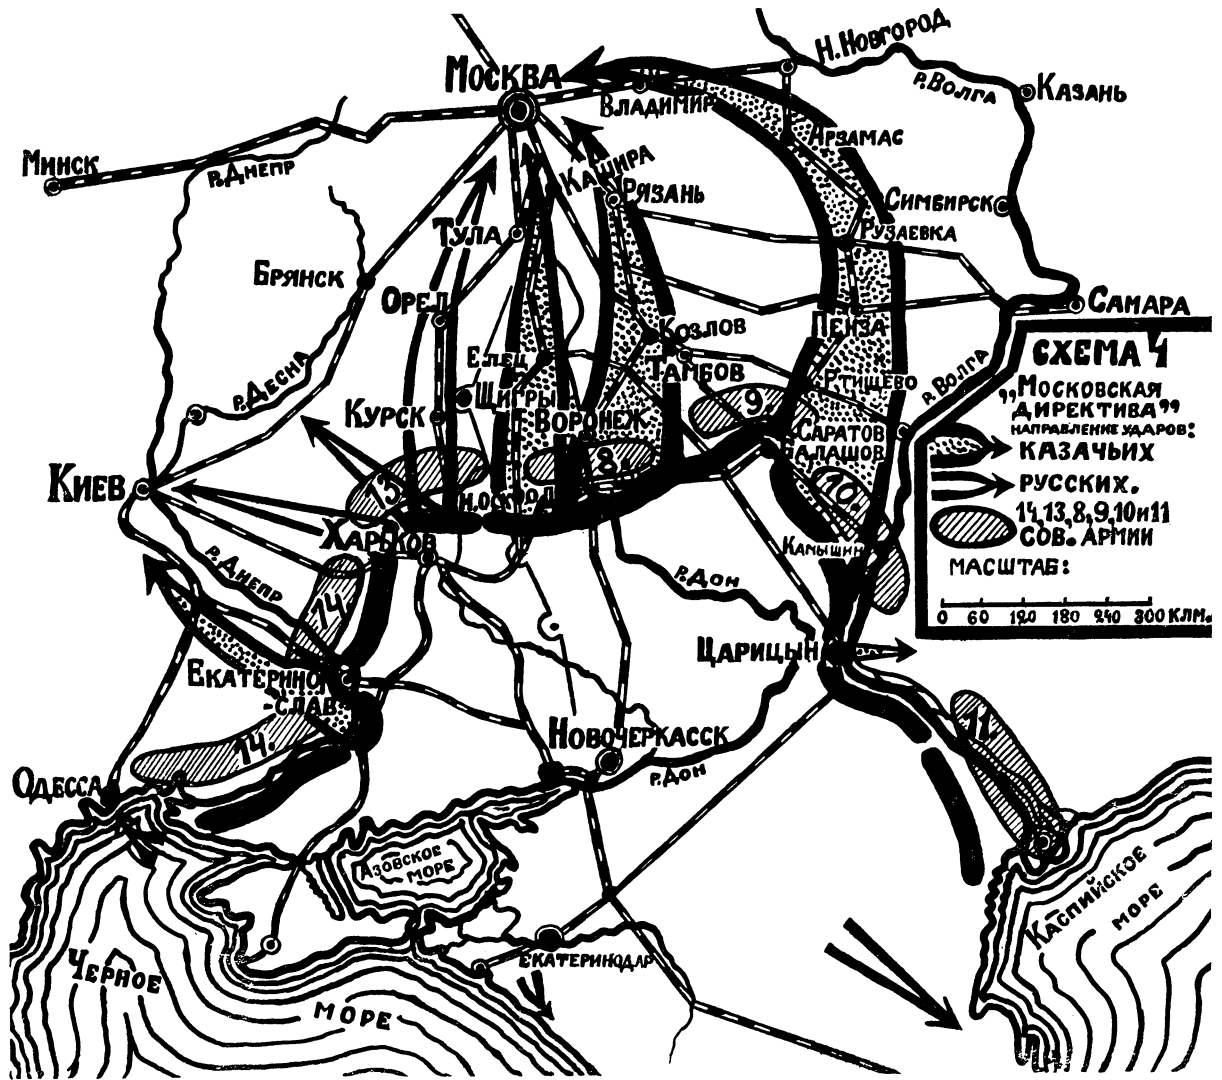 Н. НОВГОРОД
МОСКВА
Р. ВОЛГА
КАЗАНЬ
ВЛАДИМИР
АРЗАМАС
МИНСК
Р. ДНЕПР
КАШИРА
РЯЗАНЬ
СИМБИРСК
ТУЛА
РУЗАЕВКА
БРЯНСК
ОРЕЛ
САМАРА
ПЕНЗА
КОЗЛОВ
ЕЛЕЦ
ТАМБОВ
Р. ДЕСНА
Р. ВОЛГА
РТИЩЕВО
ЩИГРЫ
КУРСК
ВОРОНЕЖ
9.
САРАТОВ
БАЛАШОВ
8.
13
10.
КИЕВ
Н. ОСКОЛ
ХАРЬКОВ
КАМЫШИН
Р. ДНЕПР
Р. ДОН
14
ЦАРИЦЫН
ЕКАТЕРИНО
-СЛАВ
11.
14.
НОВОЧЕРКАССК
ОДЕССА
Р. ДОН
АЗОВСКОЕ
МОРЕ
КАСПИЙСКОЕ
МОРЕ
ЧЕРНОЕ
МОРЕ
ЕКАТЕРИНОДАР
СХЕМА 4
„МОСКОВСКАЯ
ДИРЕКТИВА”
НАПРАВЛЕНИЕ УДАРОВ:
КАЗАЧЬИХ
РУССКИХ.
14, 13, 8, 9, 10 и 11
СОВ. АРМИИ
МАСШТАБ:
0 60 120 180 240 300 КЛМ.